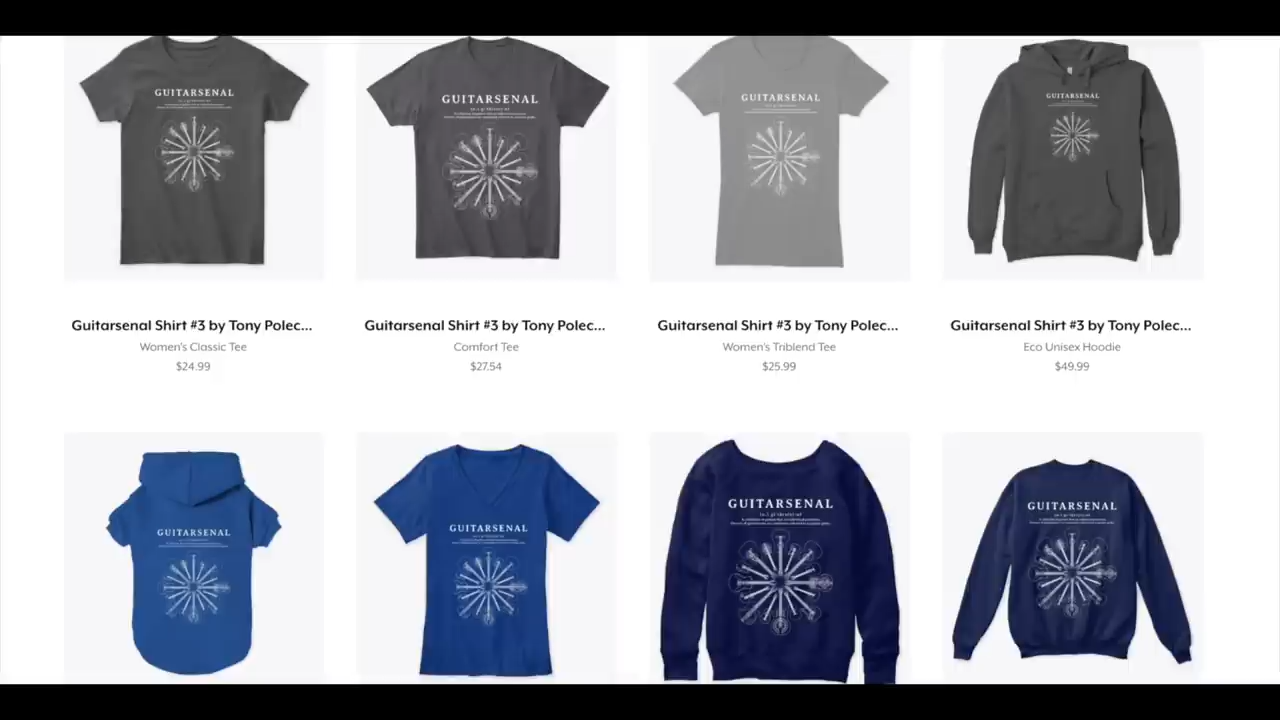 GUITARSENAL
GUITARSENAL
GUITARSENAL
GUITARSENAL
Guitarsenal Shirt #3 by Tony Polec...
Women's Classic Tee
$24.99
Guitarsenal Shirt #3 by Tony Polec...
Comfort Tee
$27.54
Guitarsenal Shirt #3 by Tony Polec...
Women's Triblend Tee
$25.99
Guitarsenal Shirt #3 by Tony Polec...
Eco Unisex Hoodie
$49.99
GUITARSENAL
GUITARSENAL
GUITARSENAL
GUITARSENAL